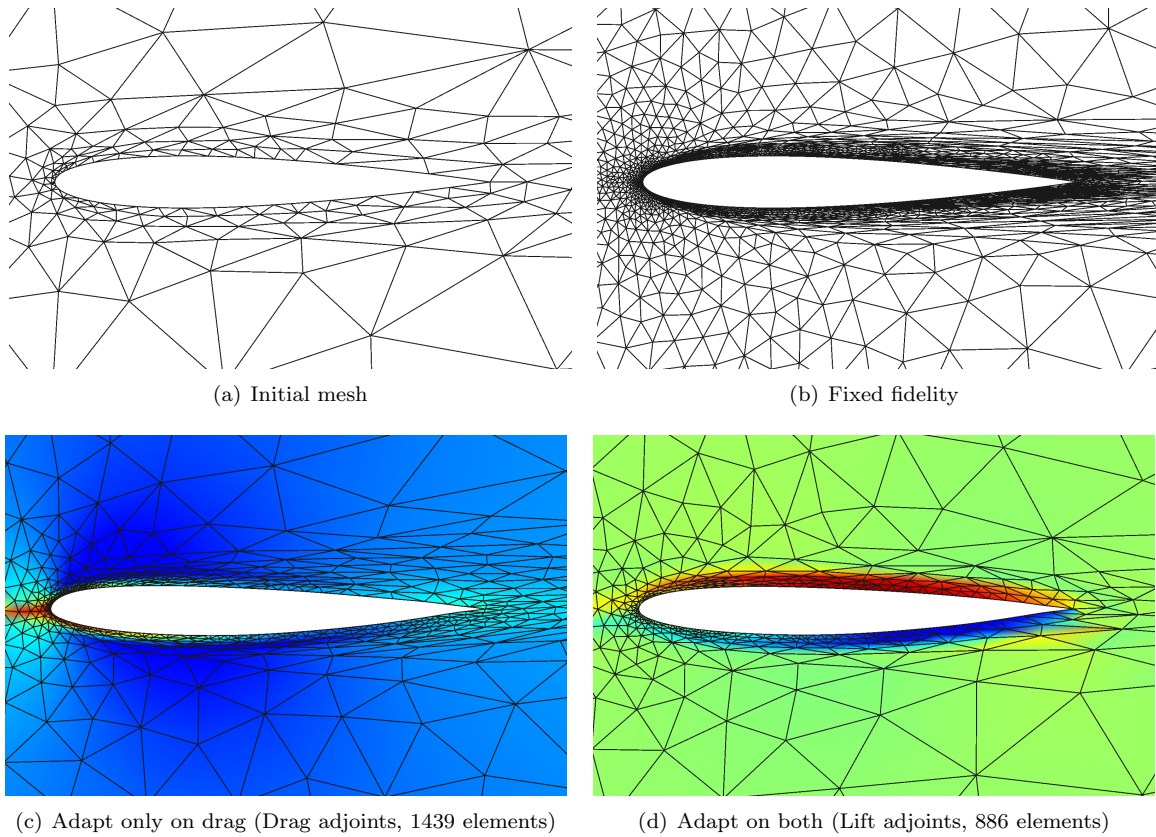 (a) Initial mesh
(b) Fixed fidelity
(c) Adapt only on drag (Drag adjoints, 1439 elements)
(d) Adapt on both (Lift adjoints, 886 elements)